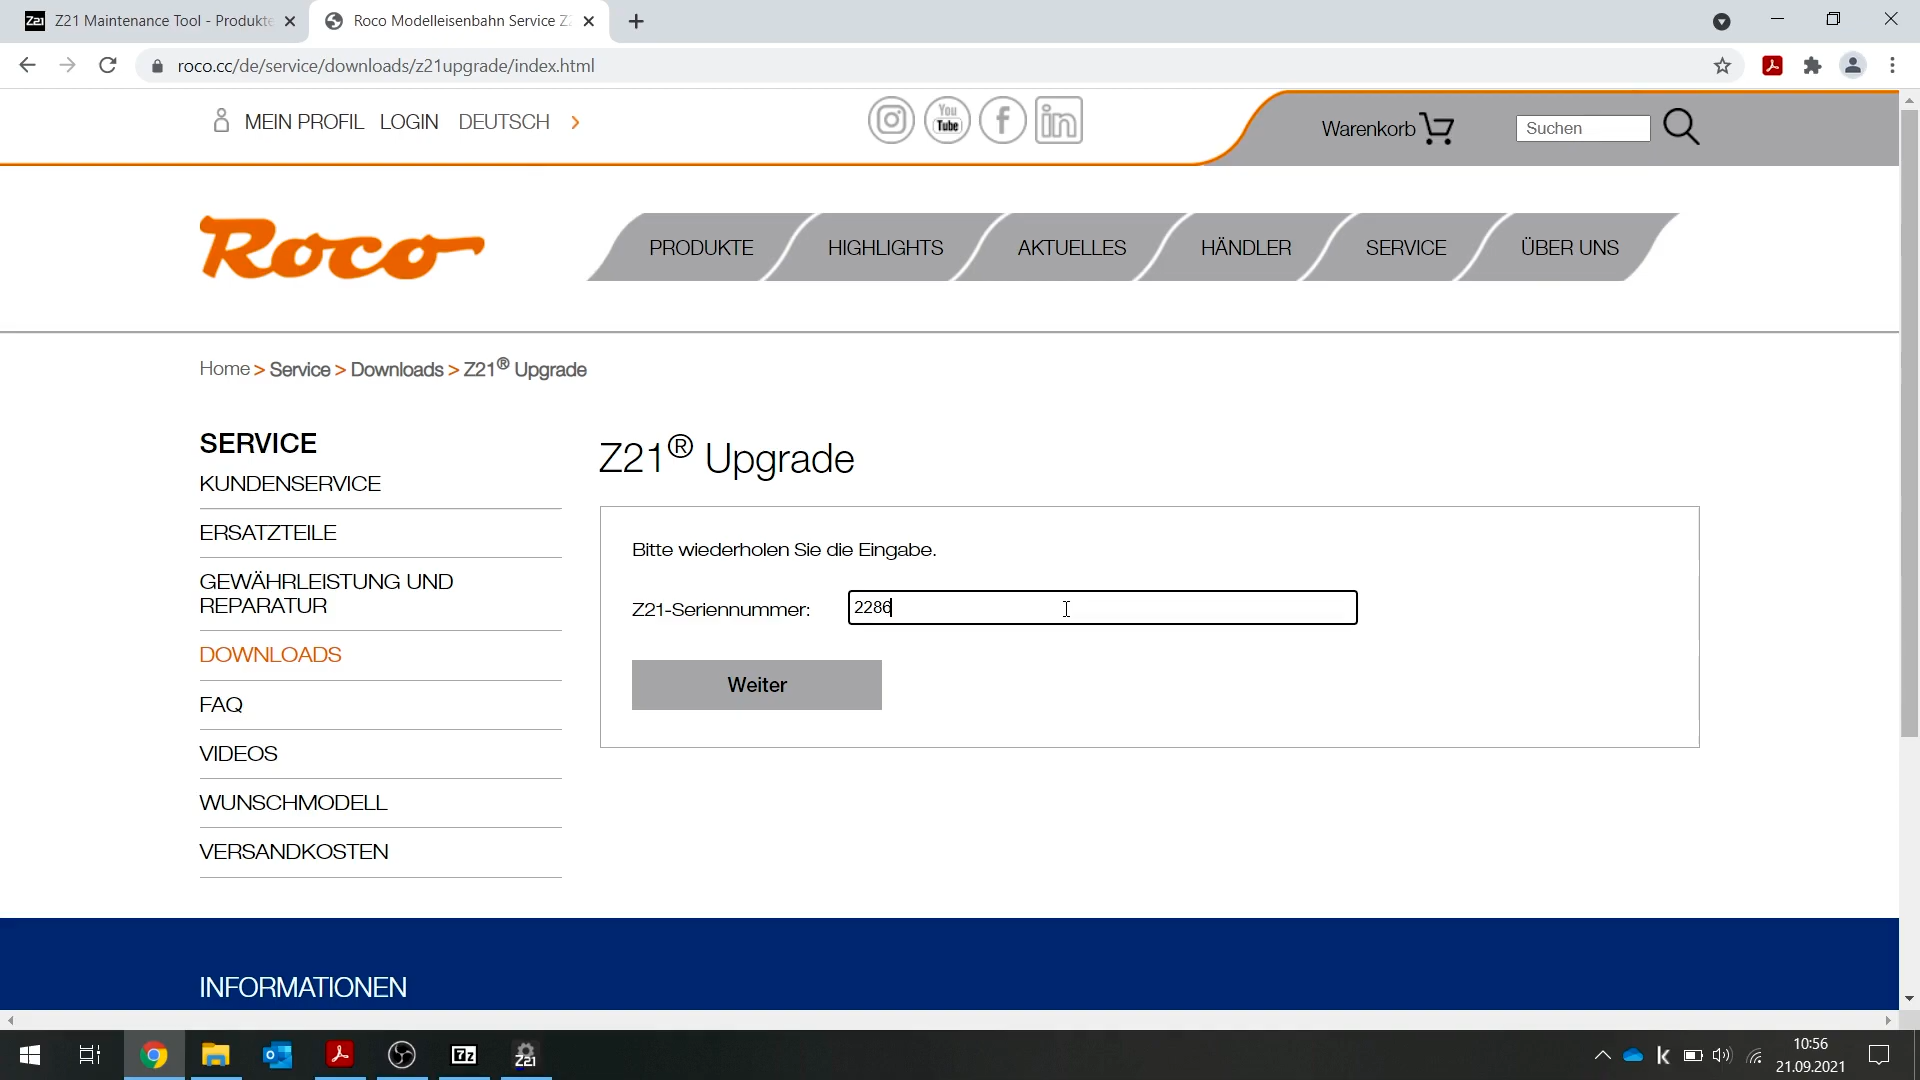 Z21 Maintenance Tool - Produkte
Roco Modelleisenbahn Service Z
roco.cc/de/service/downloads/z21upgrade/index.html
MEIN PROFIL LOGIN DEUTSCH >
You Tube
f
in
Warenkorb
Suchen
Roco
PRODUKTE
HIGHLIGHTS
AKTUELLES
HÄNDLER
SERVICE
ÜBER UNS
Home > Service > Downloads > Z21® Upgrade
SERVICE
KUNDENSERVICE
ERSATZTEILE
GEWÄHRLEISTUNG UND
REPARATUR
DOWNLOADS
FAQ
VIDEOS
WUNSCHMODELL
VERSANDKOSTEN
Z21® Upgrade
Bitte wiederholen Sie die Eingabe.
Z21-Seriennummer: 2286
Weiter
INFORMATIONEN
7z
Z21
10:56
21.09.2021